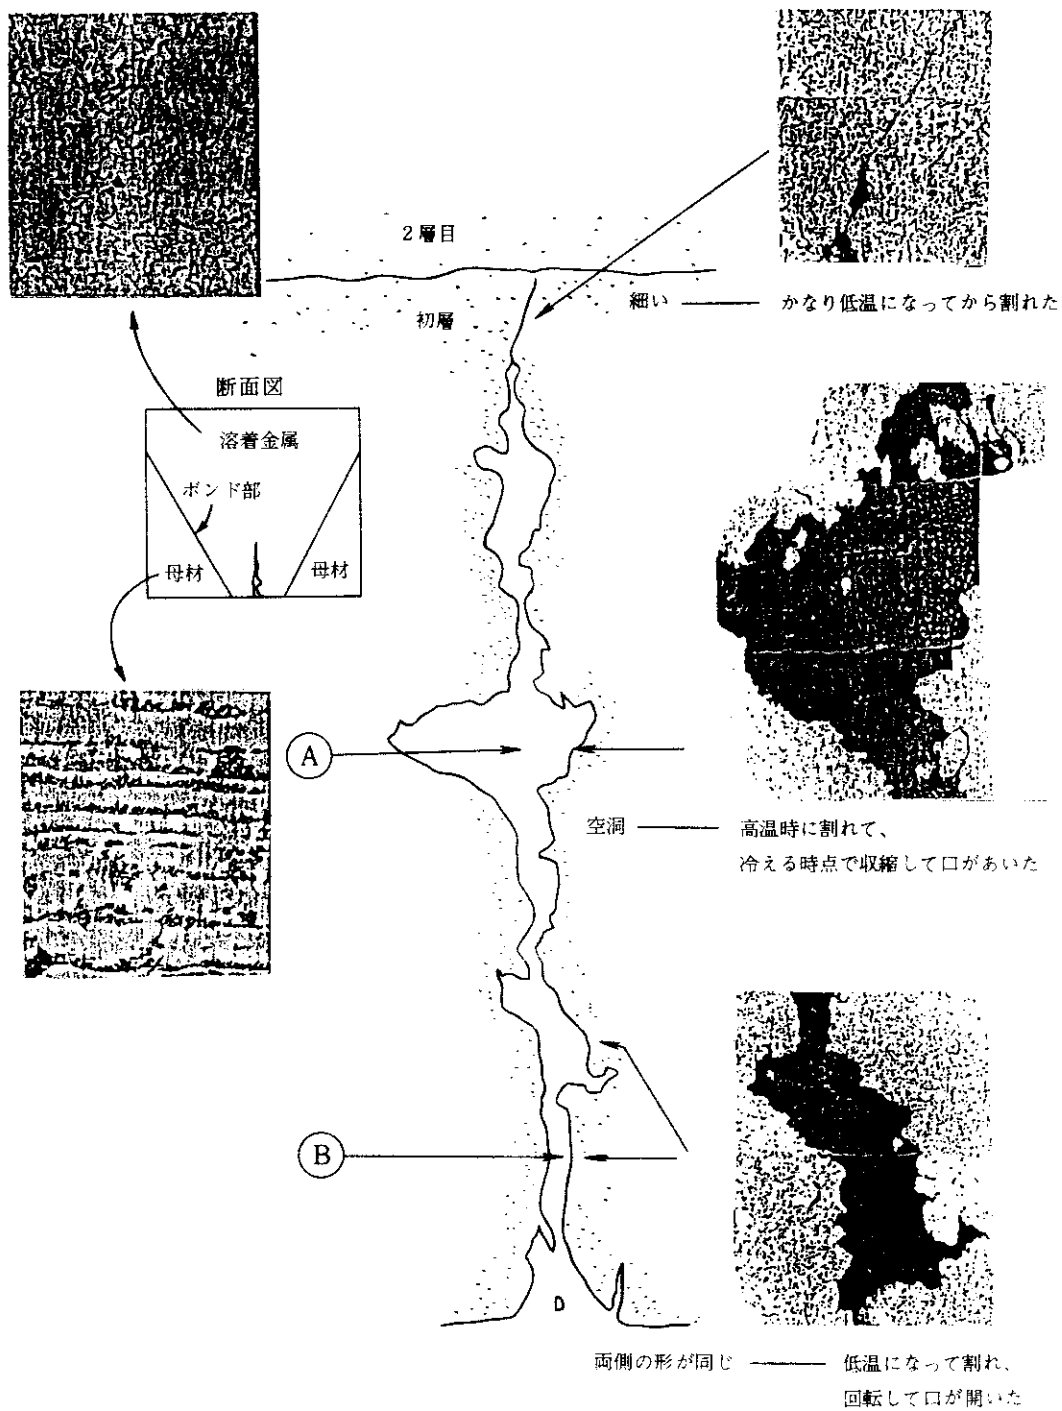 2層目
細い
かなり低温になってから割れた
初層
断面図
溶着金属
ボンド部
母材
母材
A
空洞
高温時に割れて、
冷える時点で収縮して口があいた
B
両側の形が同じ
低温になって割れ、
回転して口が開いた